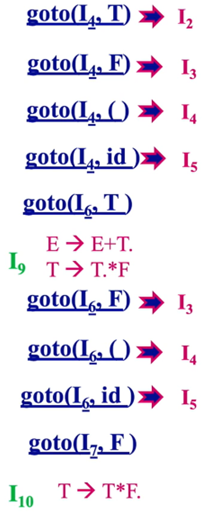 goto(I4, T) ➔ I2
goto(I4, F) ➔ I3
goto(I4, ( ) ➔ I4
goto(I4, id ) ➔ I5
goto(I6, T )
E → E+T.
I9 T → T.*F
goto(I6, F) ➔ I3
goto(I6, ( ) ➔ I4
goto(I6, id ) ➔ I5
goto(I7, F )
I10 T → T*F.